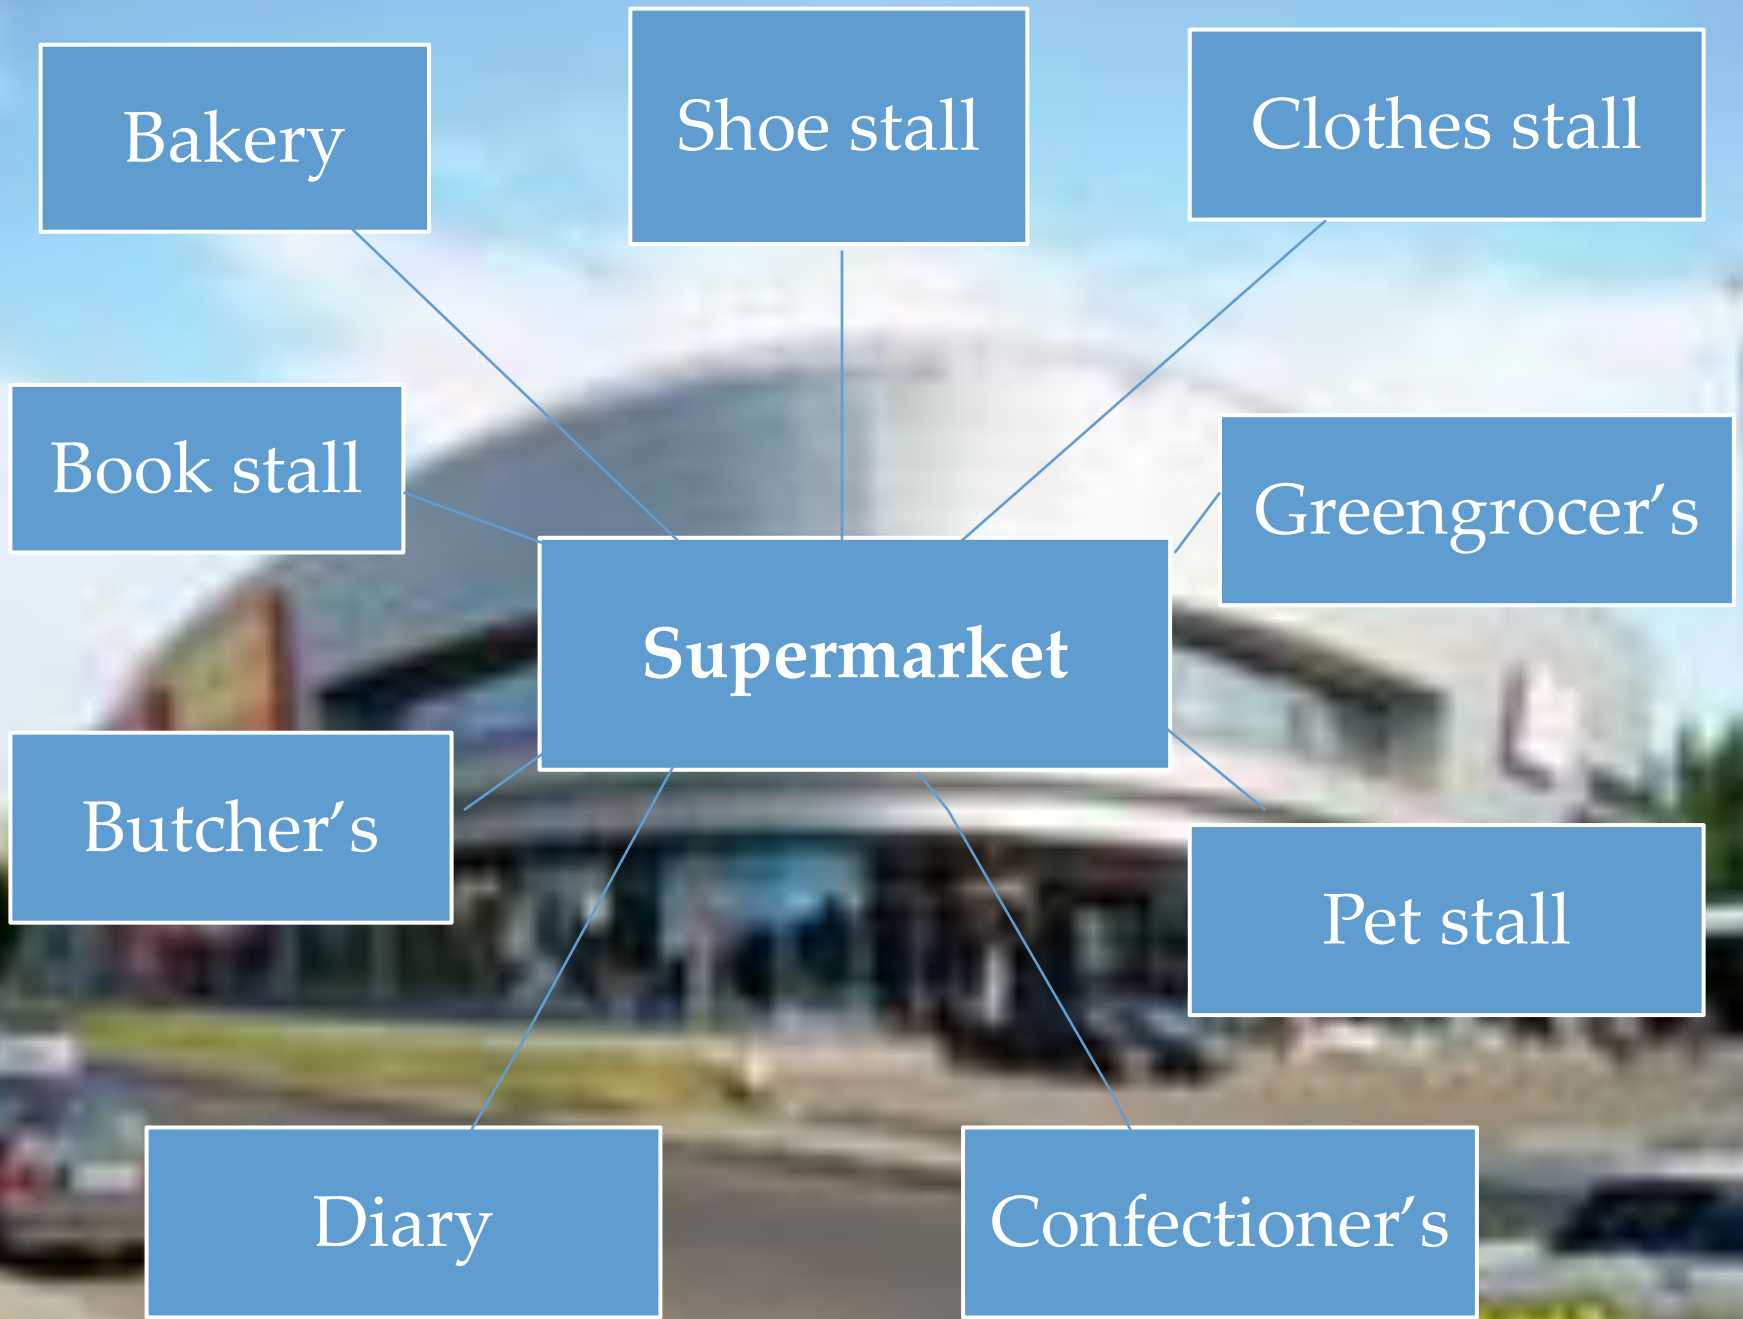 Bakery
Shoe stall
Clothes stall
Book stall
Greengrocer’s
Supermarket
Butcher’s
Pet stall
Diary
Confectioner’s